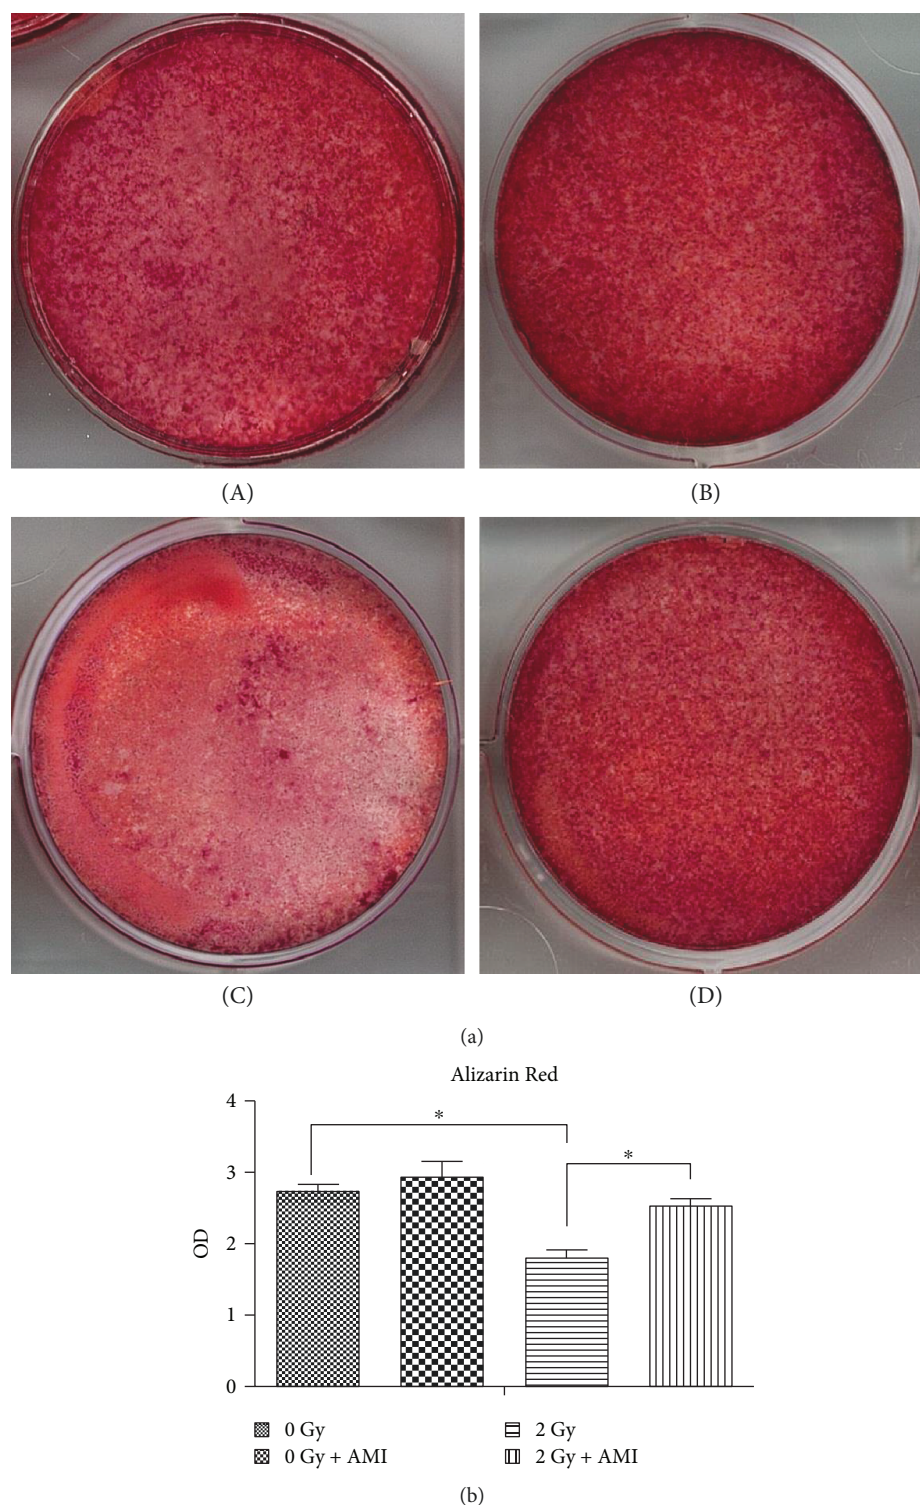 (A)
(B)
(C)
(D)
(a)
Alizarin Red
4
*
3
*
2
OD
1
0
0 Gy
2 Gy
0 Gy + AMI
2 Gy + AMI
(b)